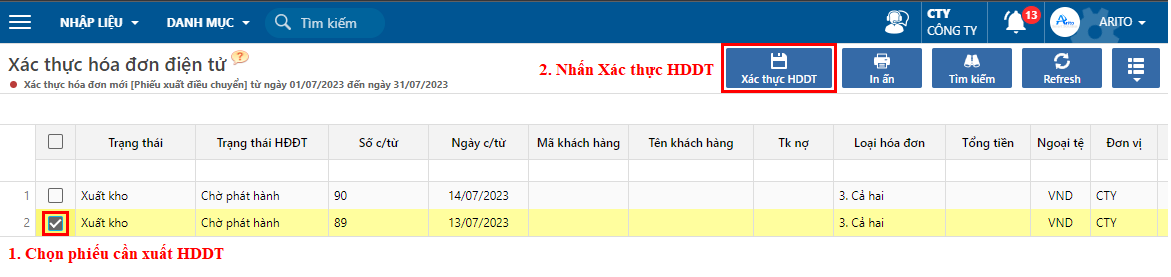 NHẬP LIỆU DANH MỤC Tìm kiếm CTY CÔNG TY 13 Arito ARITO
Xác thực hóa đơn điện tử ?
Xác thực hóa đơn mới [Phiếu xuất điều chuyển] từ ngày 01/07/2023 đến ngày 31/07/2023
2. Nhấn Xác thực HDDT
Xác thực HDDT In ấn Tìm kiếm Refresh
Trạng thái Trạng thái HĐĐT Số c/từ Ngày c/từ Mã khách hàng Tên khách hàng Tk nợ Loại hóa đơn Tổng tiền Ngoại tệ Đơn vị
1 Xuất kho Chờ phát hành 90 14/07/2023 3. Cả hai VND CTY
2 Xuất kho Chờ phát hành 89 13/07/2023 3. Cả hai VND CTY
1. Chọn phiếu cần xuất HDDT